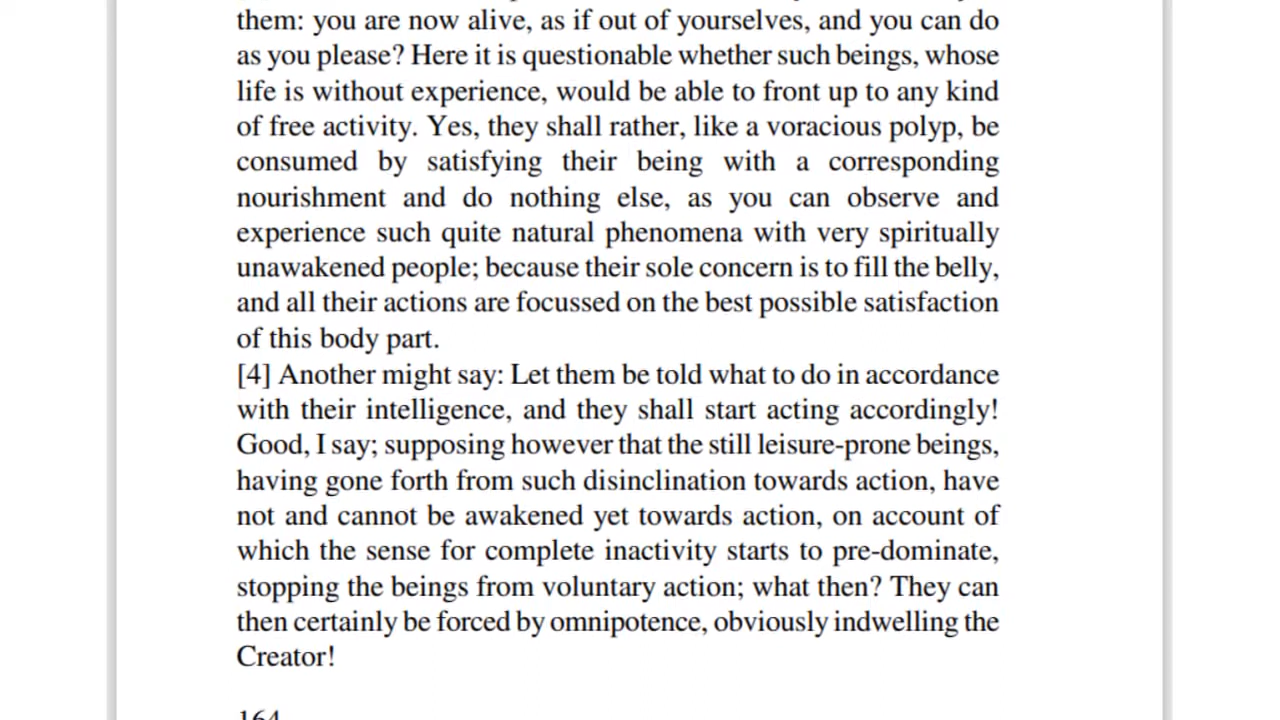 them: you are now alive, as if out of yourselves, and you can do
as you please? Here it is questionable whether such beings, whose
life is without experience, would be able to front up to any kind
of free activity. Yes, they shall rather, like a voracious polyp, be
consumed by satisfying their being with a corresponding
nourishment and do nothing else, as you can observe and
experience such quite natural phenomena with very spiritually
unawakened people; because their sole concern is to fill the belly,
and all their actions are focussed on the best possible satisfaction
of this body part.
[4] Another might say: Let them be told what to do in accordance
with their intelligence, and they shall start acting accordingly!
Good, I say; supposing however that the still leisure-prone beings,
having gone forth from such disinclination towards action, have
not and cannot be awakened yet towards action, on account of
which the sense for complete inactivity starts to pre-dominate,
stopping the beings from voluntary action; what then? They can
then certainly be forced by omnipotence, obviously indwelling the
Creator!
164